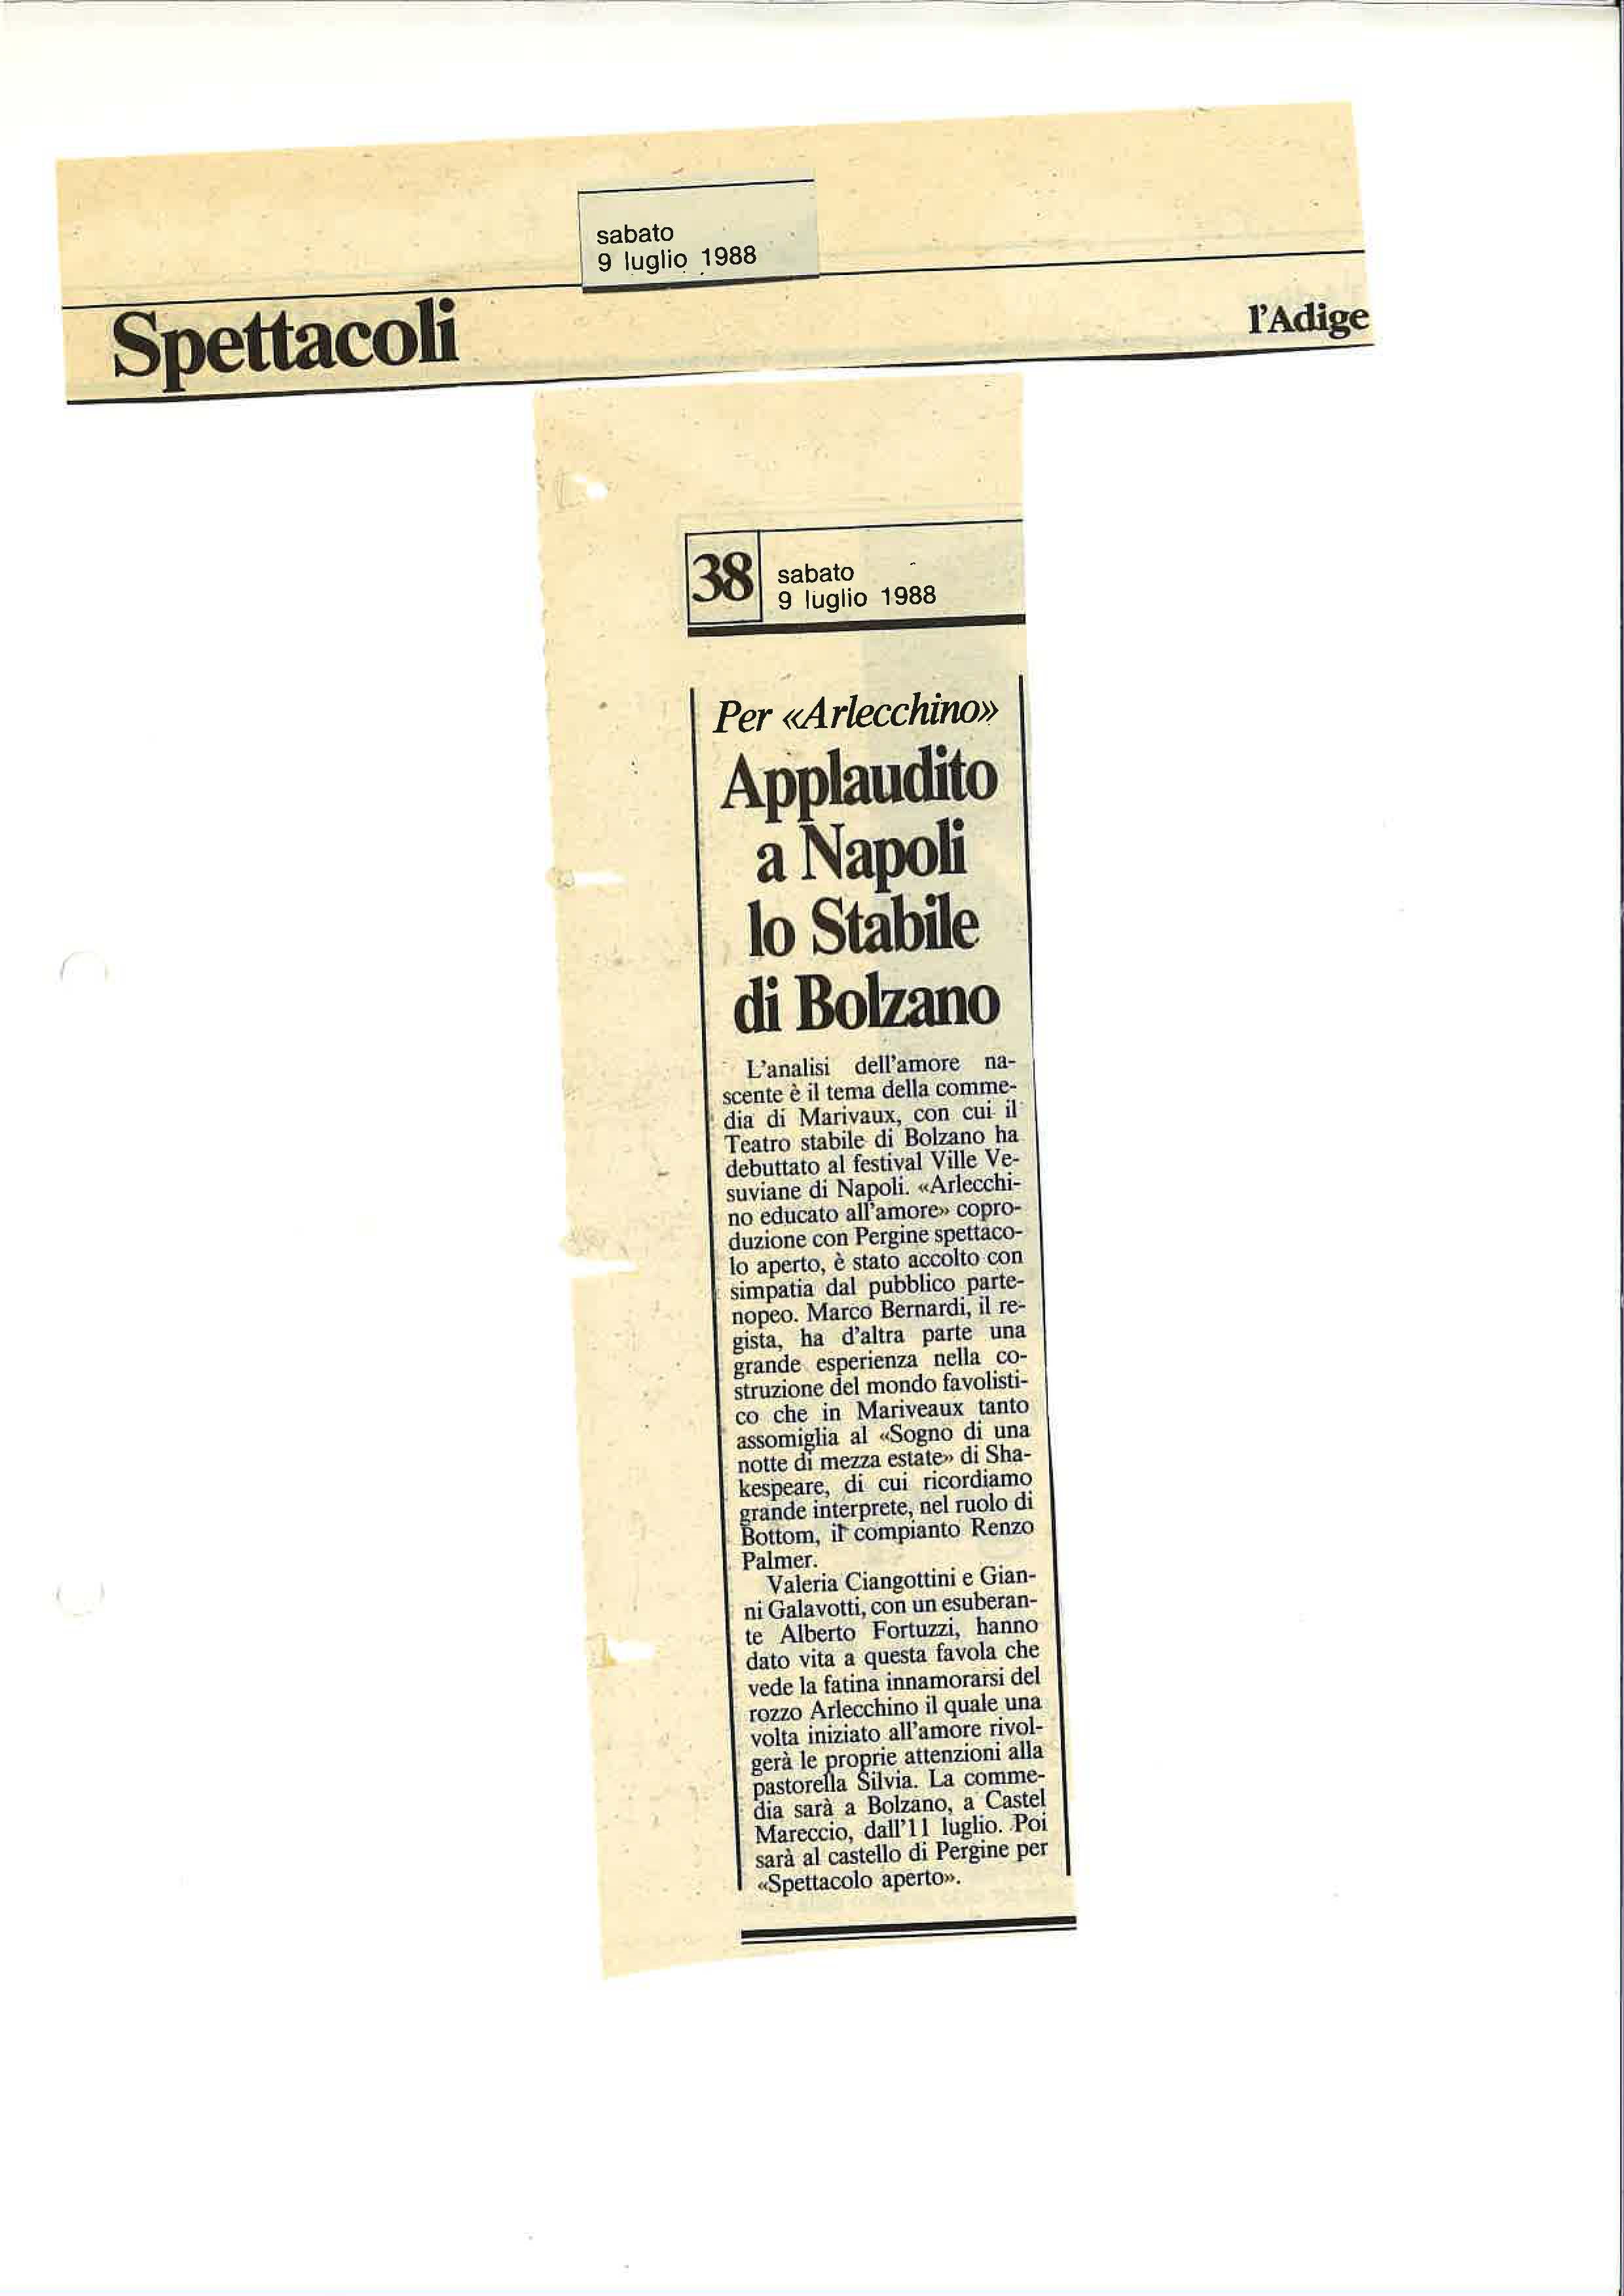 sabato
9 luglio 1988
Spettacoli
l'Adige
38
sabato
9 luglio 1988
Per «Arlecchino»
Applaudito
a Napoli
lo Stabile
di Bolzano
L'analisi dell'amore na-
scente è il tema della comme-
dia di Marivaux, con cui il
Teatro stabile di Bolzano ha
debuttato al festival Ville Ve-
suviane di Napoli. «Arlecchi-
no educato all'amore» copro-
duzione con Pergine spettaco-
lo aperto, è stato accolto con
simpatia dal pubblico parte-
nopeo. Marco Bernardi, il re-
gista, ha d'altra parte una
grande esperienza nella co-
struzione del mondo favolisti-
co che in Mariveaux tanto
assomiglia al «Sogno di una
notte di mezza estate» di Sha-
kespeare, di cui ricordiamo
grande interprete, nel ruolo di
Bottom, il compianto Renzo
Palmer.
Valeria Ciangottini e Gian-
ni Galavotti, con un esuberan-
te Alberto Fortuzzi, hanno
dato vita a questa favola che
vede la fatina innamorarsi del
rozzo Arlecchino il quale una
volta iniziato all'amore rivol-
gerà le proprie attenzioni alla
pastorella Silvia. La comme-
dia sarà a Bolzano, a Castel
Mareccio, dall'11 luglio. Poi
sarà al castello di Pergine per
«Spettacolo aperto».